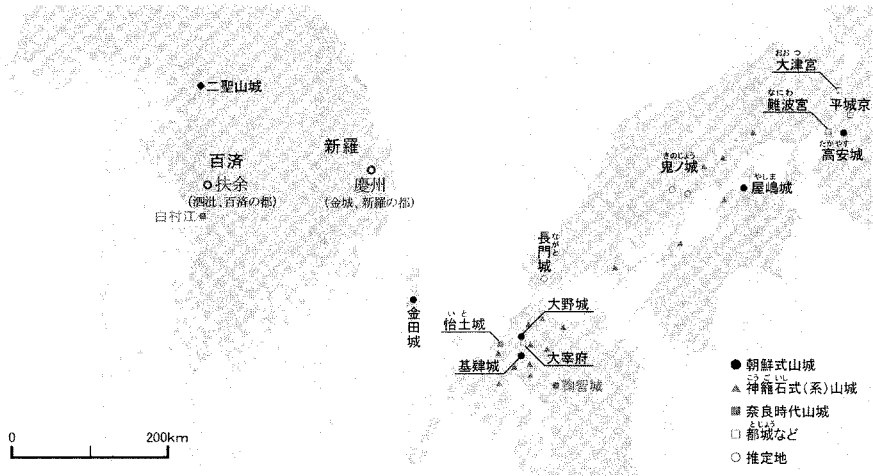 おおつ
大津宮
なにわ
難波宮
平城京
たかやす
高安城
二聖山城
新羅
百済
扶余
慶州
(泗沘、百済の都)
(金城、新羅の都)
白村江
きのじょう
鬼ノ城
やしま
屋嶋城
ながと
長門城
金田城
大野城
いと
怡土城
基肄城
大宰府
鞠智城
朝鮮式山城
こうごいし
神籠石式(系)山城
奈良時代山城
とじょう
都城など
推定地
0 200km